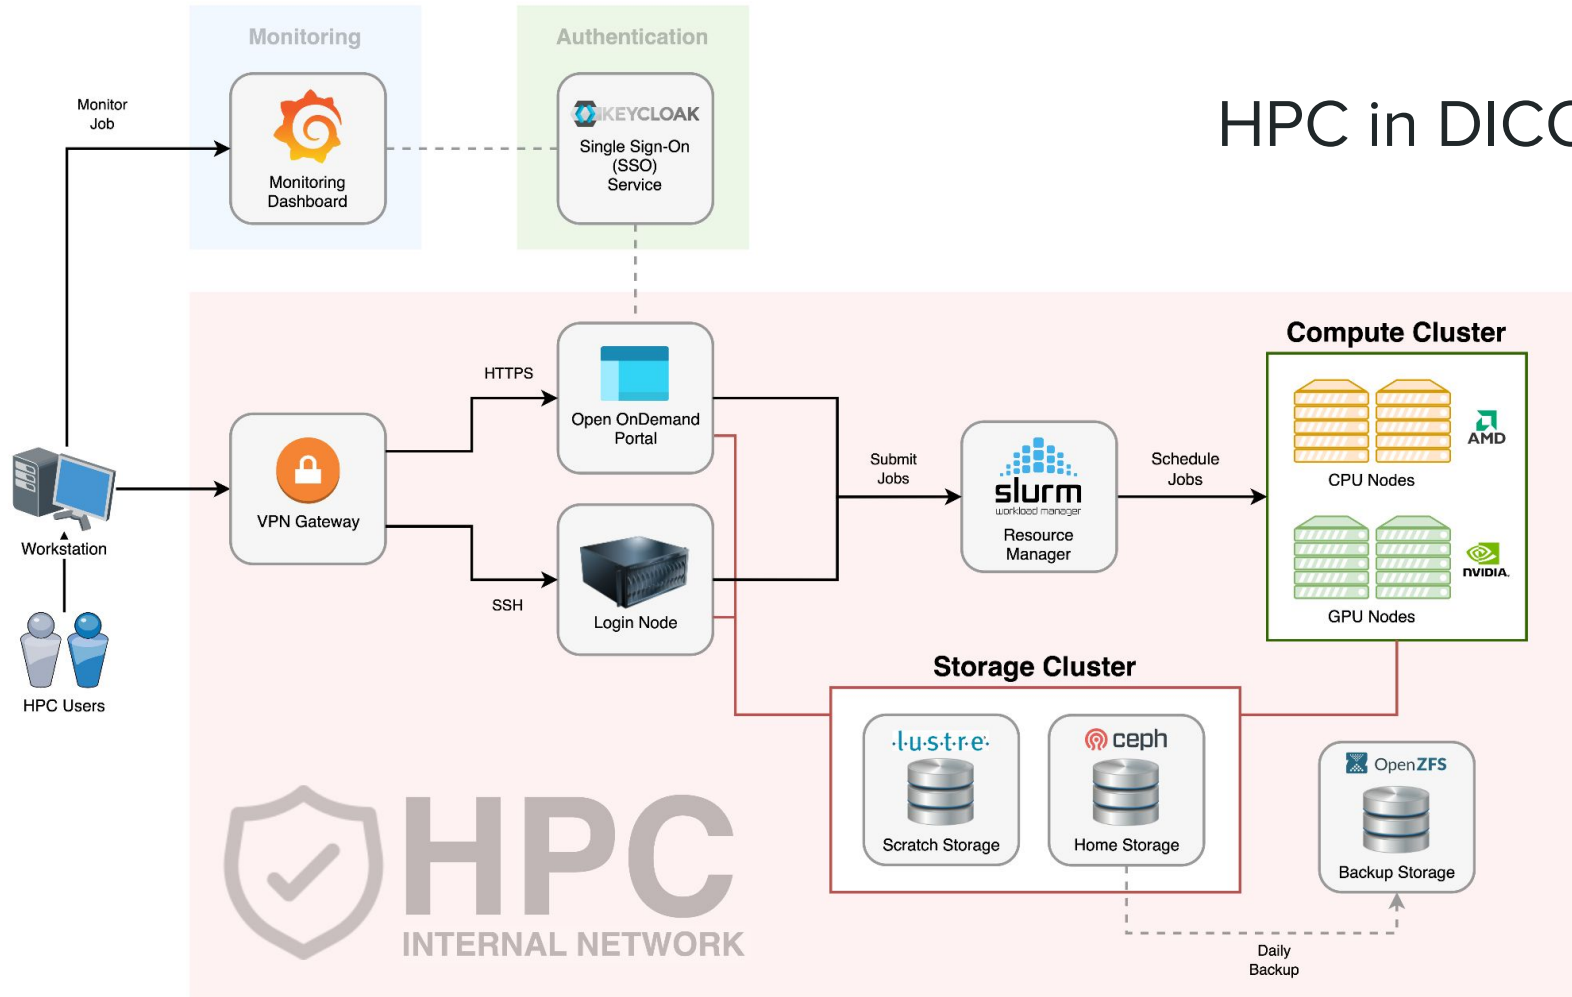 Monitoring
Authentication
Monitor
Job
KEYCLOAK
Single Sign-On
(SSO)
Service
Monitoring
Dashboard
HPC in DICO
HTTPS
Open OnDemand
Portal
Compute Cluster
AMD
CPU Nodes
VPN Gateway
Submit
Jobs
slurm
workload manager
Resource
Manager
Schedule
Jobs
NVIDIA.
GPU Nodes
Workstation
SSH
Login Node
HPC Users
Storage Cluster
·l·u·s·t·r·e·
Scratch Storage
ceph
Home Storage
OpenZFS
Backup Storage
Daily
Backup
HPC
INTERNAL NETWORK